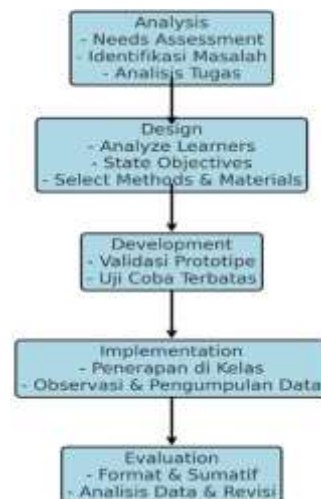 Analysis
- Needs Assessment
- Identifikasi Masalah
- Analisis Tugas
Design
- Analyze Learners
- State Objectives
- Select Methods & Materials
Development
- Validasi Prototipe
- Uji Coba Terbatas
Implementation
- Penerapan di Kelas
- Observasi & Pengumpulan Data
Evaluation
- Format & Sumatif
- Analisis Data & Revisi